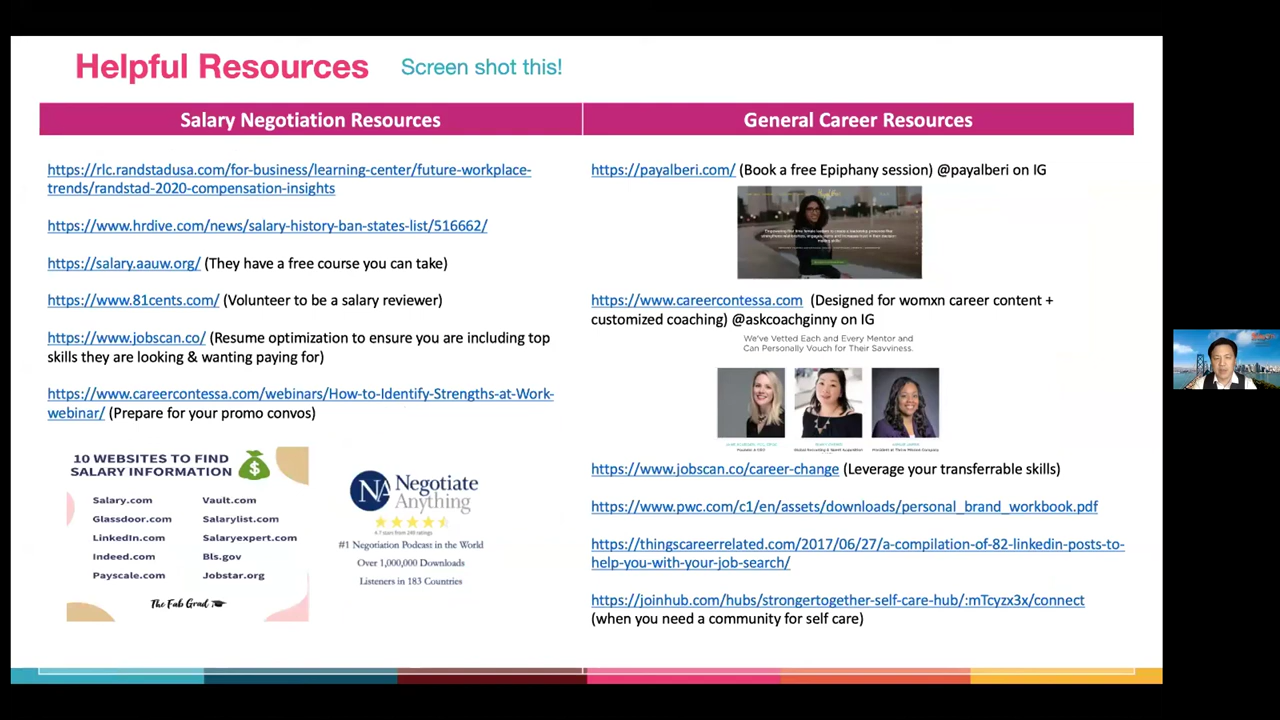 Helpful Resources
Screen shot this!
Salary Negotiation Resources
https://rlc.randstadusa.com/for-business/learning-center/future-workplace-
trends/randstad-2020-compensation-insights
https://www.hrdive.com/news/salary-history-ban-states-list/516662/
https://salary.aauw.org/ (They have a free course you can take)
https://www.81cents.com/ (Volunteer to be a salary reviewer)
https://www.jobscan.co/ (Resume optimization to ensure you are including top
skills they are looking & wanting paying for)
https://www.careercontessa.com/webinars/How-to-Identify-Strengths-at-Work-
webinar/ (Prepare for your promo convos)
10 WEBSITES TO FIND
SALARY INFORMATION
Salary.com
Glassdoor.com
LinkedIn.com
Indeed.com
Payscale.com
Vault.com
Salarylist.com
Salaryexpert.com
Bls.gov
Jobstar.org
The Fab Grad
NA Negotiate
Anything
4.7 stars from 249 ratings
#1 Negotiation Podcast in the World
Over 1,000,000 Downloads
Listeners in 183 Countries
General Career Resources
https://payalberi.com/ (Book a free Epiphany session) @payalberi on IG
https://www.careercontessa.com (Designed for womxn career content +
customized coaching) @askcoachginny on IG
We've Vetted Each and Every Mentor and
Can Personally Vouch for Their Savviness.
Founder & CEO
https://www.jobscan.co/career-change (Leverage your transferrable skills)
https://www.pwc.com/c1/en/assets/downloads/personal_brand_workbook.pdf
https://thingscareerrelated.com/2017/06/27/a-compilation-of-82-linkedin-posts-to-
help-you-with-your-job-search/
https://joinhub.com/hubs/strongertogether-self-care-hub/:mTcyzx3x/connect
(when you need a community for self care)